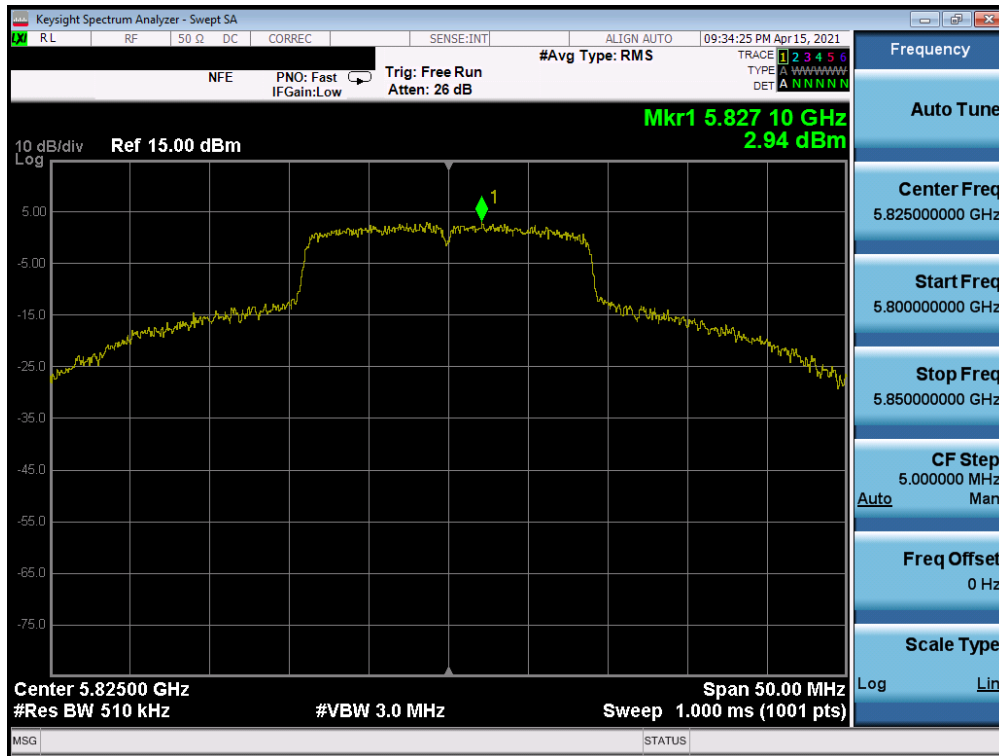 Keysight Spectrum Analyzer - Swept SA
LXI RL RF 50 Ω DC CORREC SENSE:INT ALIGN AUTO 09:34:25 PM Apr 15, 2021
#Avg Type: RMS TRACE 1 2 3 4 5 6
NFE PNO: Fast Trig: Free Run TYPE A WWWWW
IFGain:Low Atten: 26 dB DET A N N N N N
Mkr1 5.827 10 GHz
2.94 dBm
10 dB/div Ref 15.00 dBm
Log
1
5.00
-5.00
-15.0
-25.0
-35.0
-45.0
-55.0
-65.0
-75.0
Center 5.82500 GHz Span 50.00 MHz
#Res BW 510 kHz #VBW 3.0 MHz Sweep 1.000 ms (1001 pts)
MSG STATUS
Frequency
Auto Tune
Center Freq
5.825000000 GHz
Start Freq
5.800000000 GHz
Stop Freq
5.850000000 GHz
CF Step
5.000000 MHz
Auto Man
Freq Offset
0 Hz
Scale Type
Log Lin